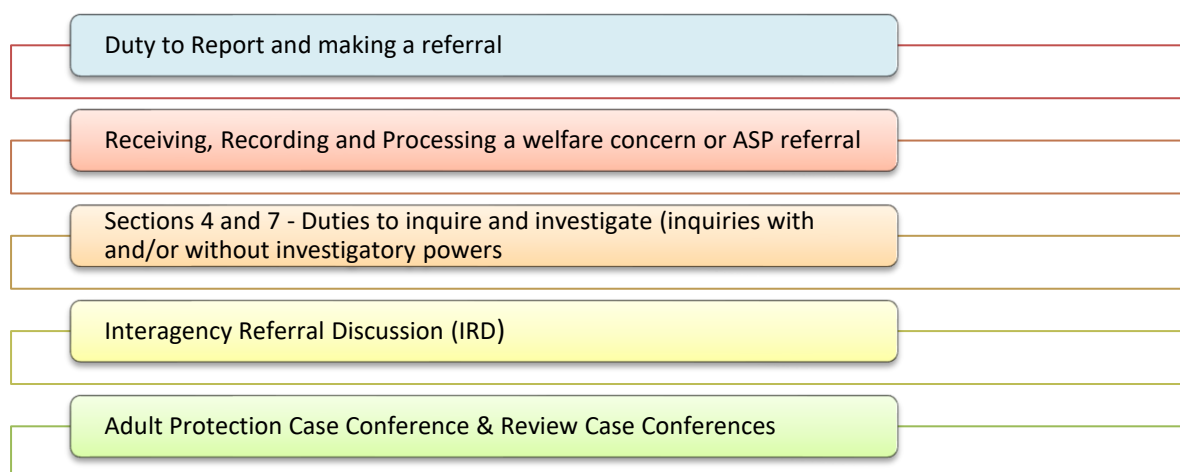 Duty to Report and making a referral
Receiving, Recording and Processing a welfare concern or ASP referral
Sections 4 and 7 - Duties to inquire and investigate (inquiries with
and/or without investigatory powers
Interagency Referral Discussion (IRD)
Adult Protection Case Conference & Review Case Conferences